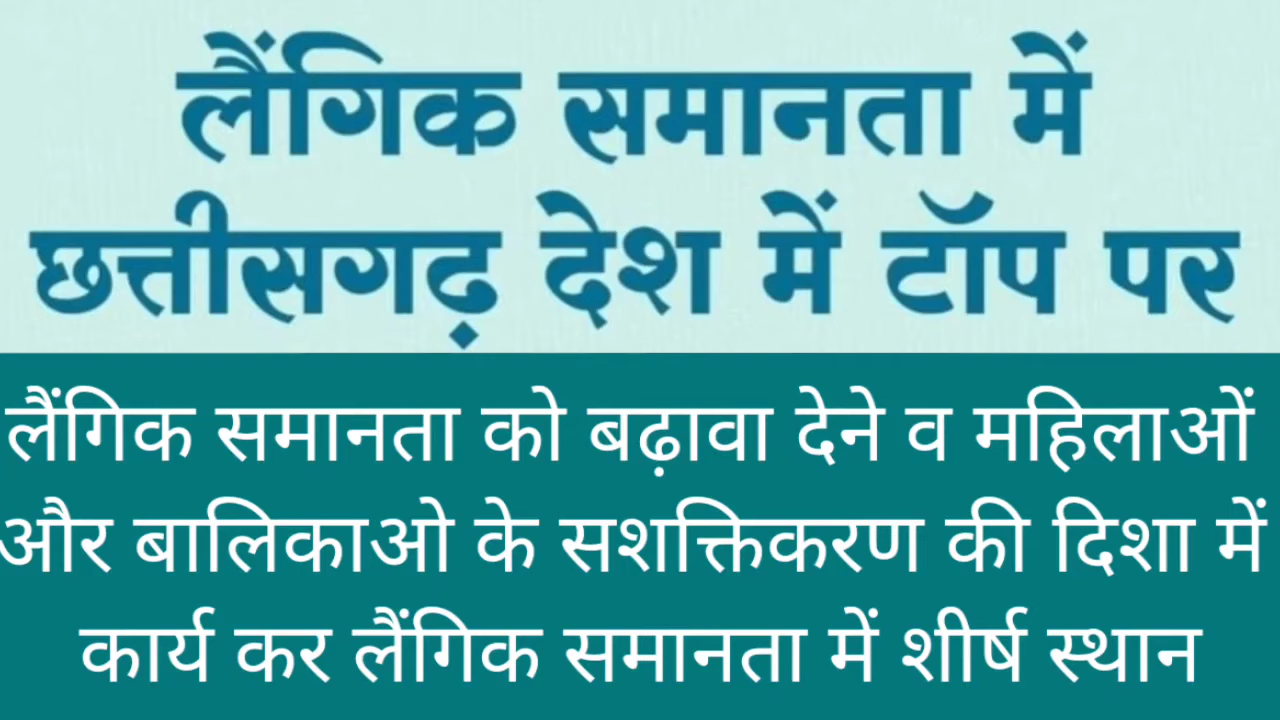 लैंगिक समानता में
छत्तीसगढ़ देश में टॉप पर
लैंगिक समानता को बढ़ावा देने व महिलाओं
और बालिकाओ के सशक्तिकरण की दिशा में
कार्य कर लैंगिक समानता में शीर्ष स्थान